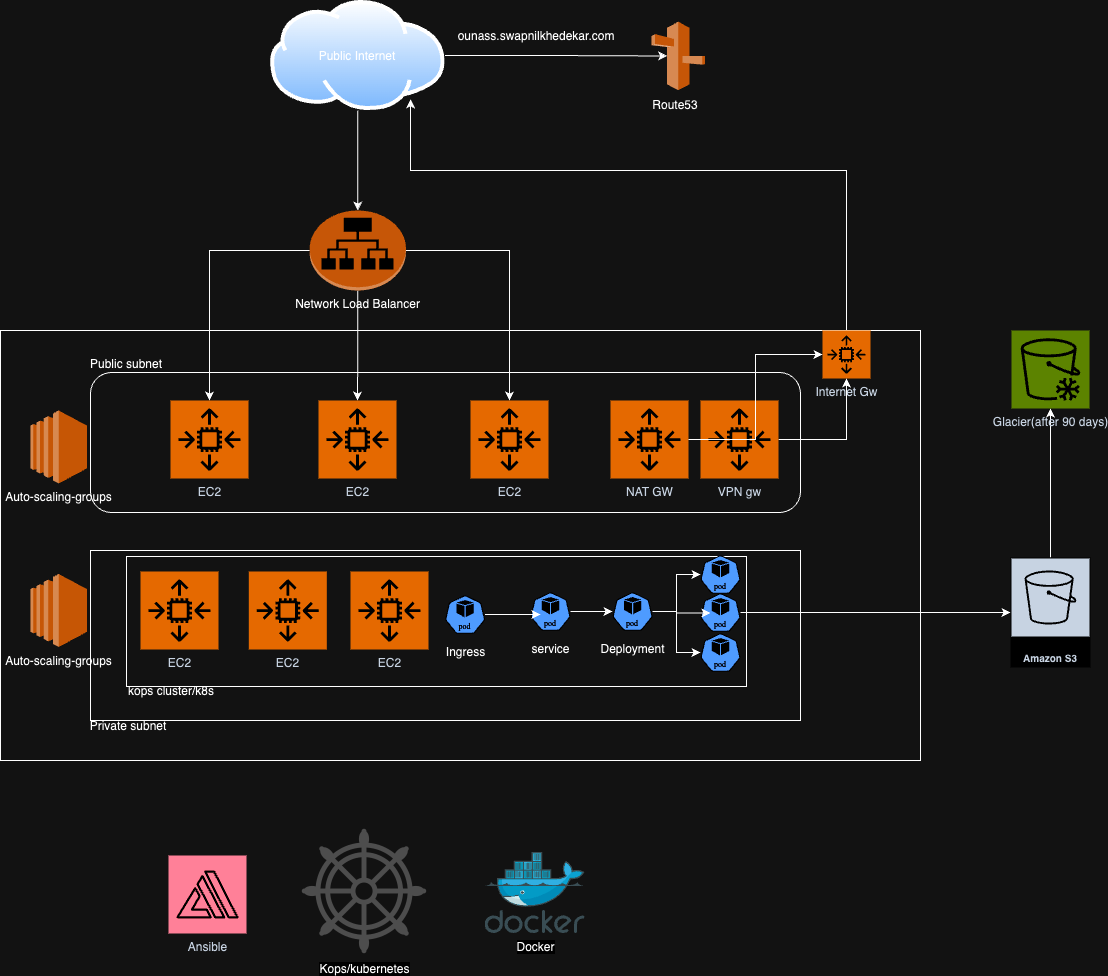 Public Internet
ounass.swapnilkhedekar.com
Route53
Network Load Balancer
Public subnet
Internet Gw
Glacier(after 90 days)
Auto-scaling-groups
EC2
EC2
EC2
NAT GW
VPN gw
pod
pod
pod
pod
pod
pod
Ingress
service
Deployment
Auto-scaling-groups
EC2
EC2
EC2
Amazon S3
kops cluster/k8s
Private subnet
docker
Ansible
Docker
Kops/kubernetes